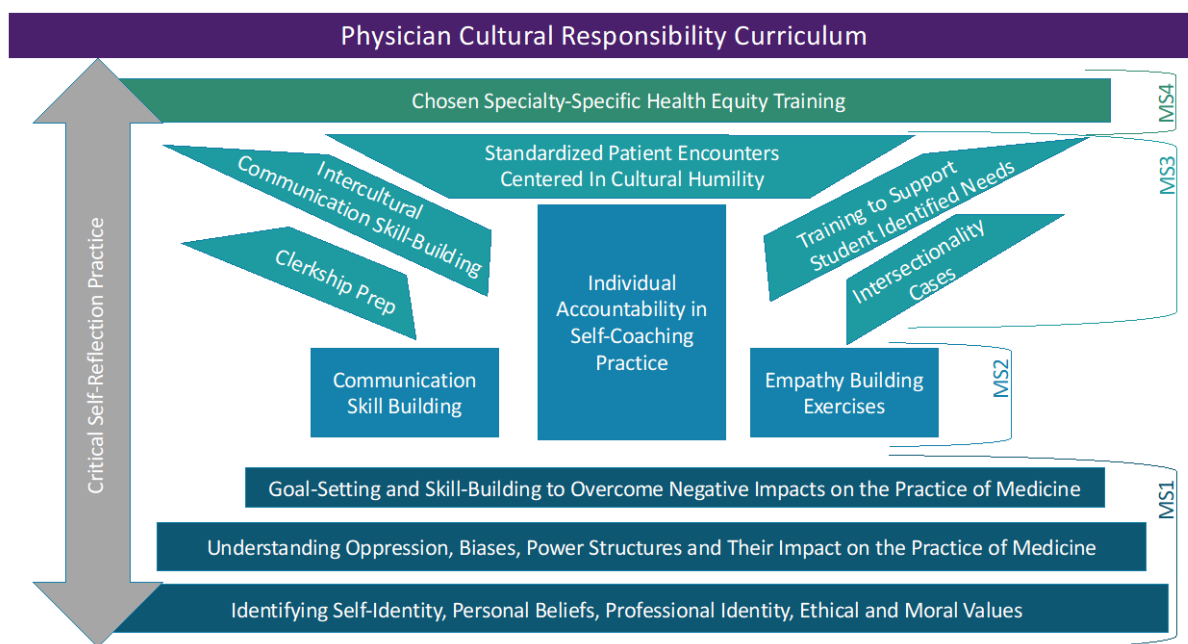 Physician Cultural Responsibility Curriculum
Chosen Specialty-Specific Health Equity Training
MS4
Critical Self-Reflection Practice
Intercultural
Communication Skill-Building
Standardized Patient Encounters
Centered In Cultural Humility
Training to Support
Student Identified Needs
MS3
Clerkship Prep
Individual
Accountability in
Self-Coaching
Practice
Intersectionality
Cases
Communication
Skill Building
Empathy Building
Exercises
MS2
Goal-Setting and Skill-Building to Overcome Negative Impacts on the Practice of Medicine
Understanding Oppression, Biases, Power Structures and Their Impact on the Practice of Medicine
Identifying Self-Identity, Personal Beliefs, Professional Identity, Ethical and Moral Values
MS1